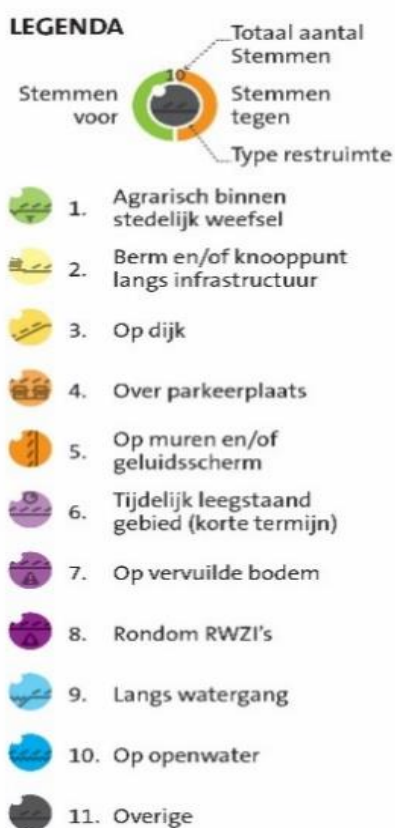 LEGENDA
Totaal aantal
Stemmen
10
Stemmen
voor
Stemmen
tegen
Type restruimte
1. Agrarisch binnen
stedelijk weefsel
2. Berm en/of knooppunt
langs infrastructuur
3. Op dijk
4. Over parkeerplaats
5. Op muren en/of
geluidsscherm
6. Tijdelijk leegstaand
gebied (korte termijn)
7. Op vervuilde bodem
8. Rondom RWZI's
9. Langs watergang
10. Op openwater
11. Overige